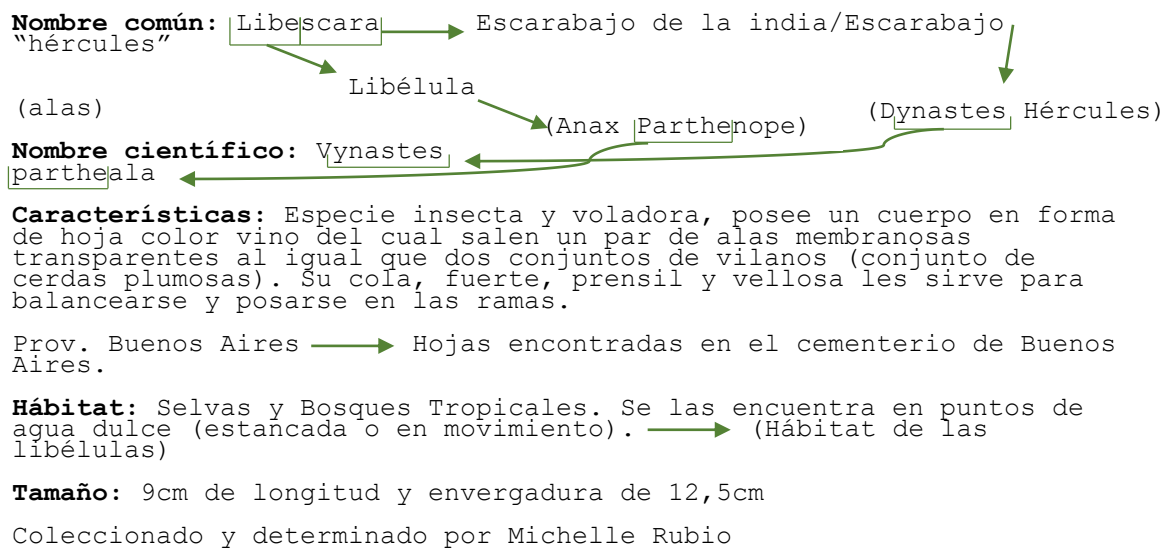 Nombre común: Libescara Escarabajo de la india/Escarabajo
“hércules”
Libélula
(alas)
(Anax Parthenope)
(Dynastes Hércules)
Nombre científico: Vynastes
partheala
Características: Especie insecta y voladora, posee un cuerpo en forma
de hoja color vino del cual salen un par de alas membranosas
transparentes al igual que dos conjuntos de vilanos (conjunto de
cerdas plumosas). Su cola, fuerte, prensil y vellosa les sirve para
balancearse y posarse en las ramas.
Prov. Buenos Aires Hojas encontradas en el cementerio de Buenos
Aires.
Hábitat: Selvas y Bosques Tropicales. Se las encuentra en puntos de
agua dulce (estancada o en movimiento). (Hábitat de las
libélulas)
Tamaño: 9cm de longitud y envergadura de 12,5cm
Coleccionado y determinado por Michelle Rubio